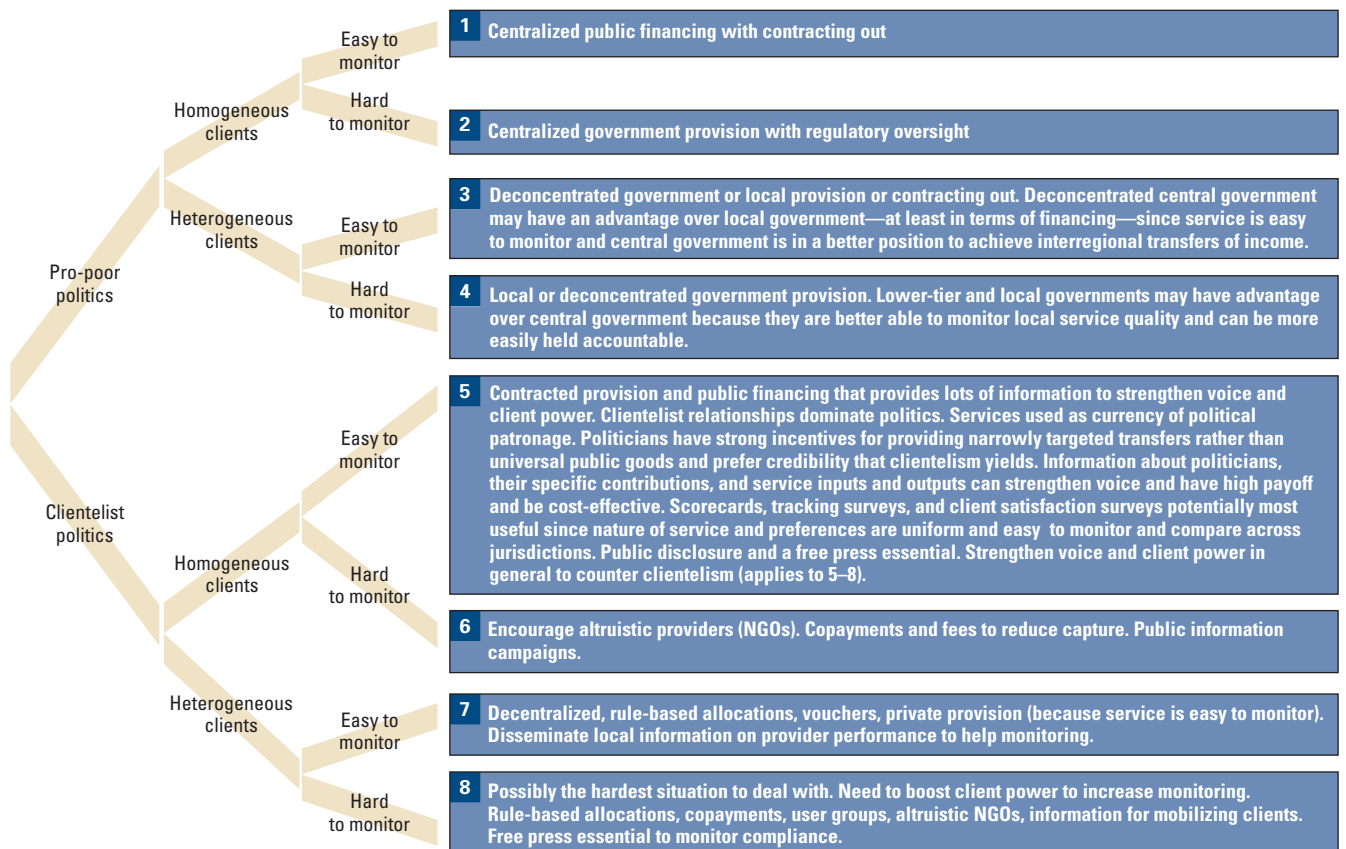 Easy to
monitor
1 Centralized public financing with contracting out
Homogeneous
clients
Hard
to monitor
2 Centralized government provision with regulatory oversight
Pro-poor
politics
Heterogeneous
clients
Easy to
monitor
3 Deconcentrated government or local provision or contracting out. Deconcentrated central government
may have an advantage over local government—at least in terms of financing—since service is easy
to monitor and central government is in a better position to achieve interregional transfers of income.
Hard
to monitor
4 Local or deconcentrated government provision. Lower-tier and local governments may have advantage
over central government because they are better able to monitor local service quality and can be more
easily held accountable.
Clientelist
politics
Easy to
monitor
5 Contracted provision and public financing that provides lots of information to strengthen voice and
client power. Clientelist relationships dominate politics. Services used as currency of political
patronage. Politicians have strong incentives for providing narrowly targeted transfers rather than
universal public goods and prefer credibility that clientelism yields. Information about politicians,
their specific contributions, and service inputs and outputs can strengthen voice and have high payoff
and be cost-effective. Scorecards, tracking surveys, and client satisfaction surveys potentially most
useful since nature of service and preferences are uniform and easy to monitor and compare across
jurisdictions. Public disclosure and a free press essential. Strengthen voice and client power in
general to counter clientelism (applies to 5–8).
Homogeneous
clients
Hard
to monitor
6 Encourage altruistic providers (NGOs). Copayments and fees to reduce capture. Public information
campaigns.
Heterogeneous
clients
Easy to
monitor
7 Decentralized, rule-based allocations, vouchers, private provision (because service is easy to monitor).
Disseminate local information on provider performance to help monitoring.
Hard
to monitor
8 Possibly the hardest situation to deal with. Need to boost client power to increase monitoring.
Rule-based allocations, copayments, user groups, altruistic NGOs, information for mobilizing clients.
Free press essential to monitor compliance.